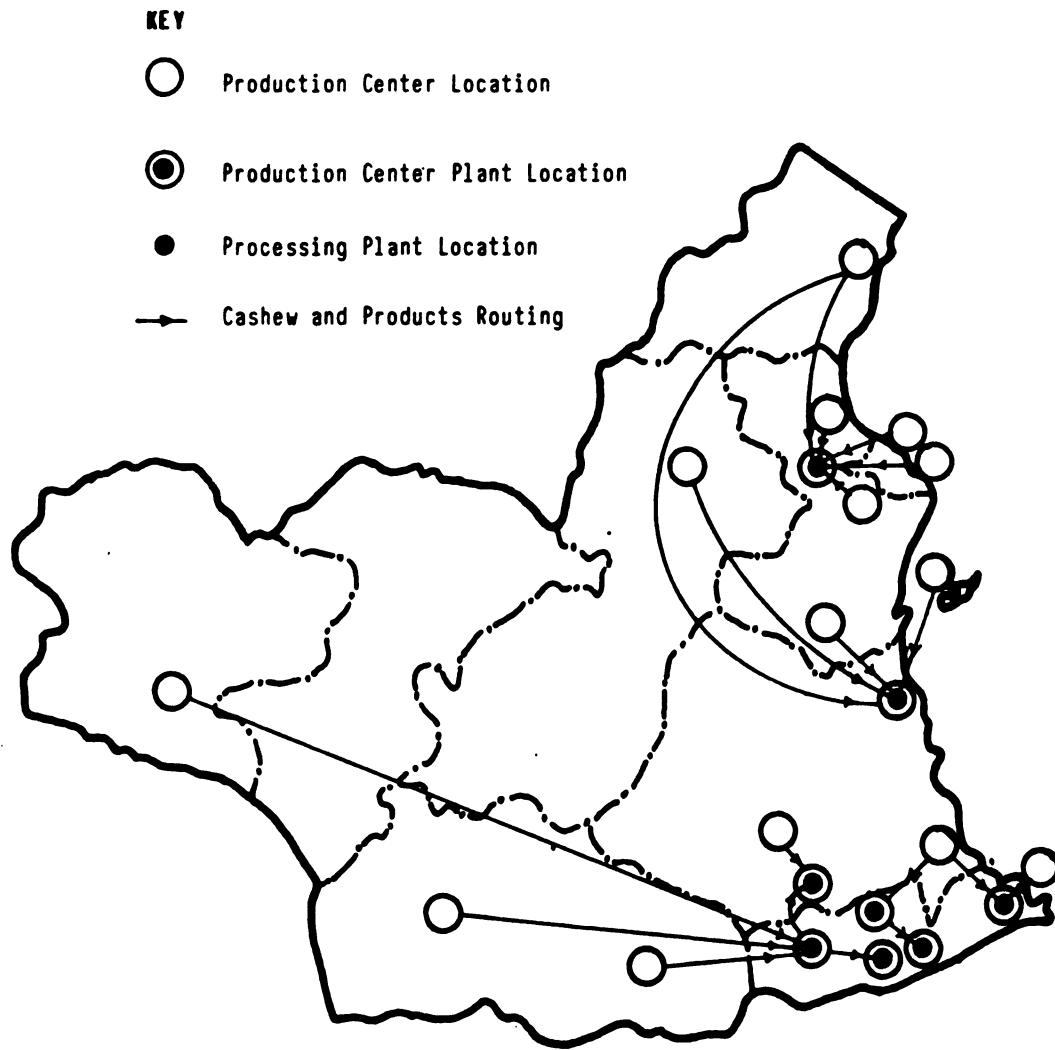 KEY
Production Center Location
Production Center Plant Location
Processing Plant Location
Cashew and Products Routing